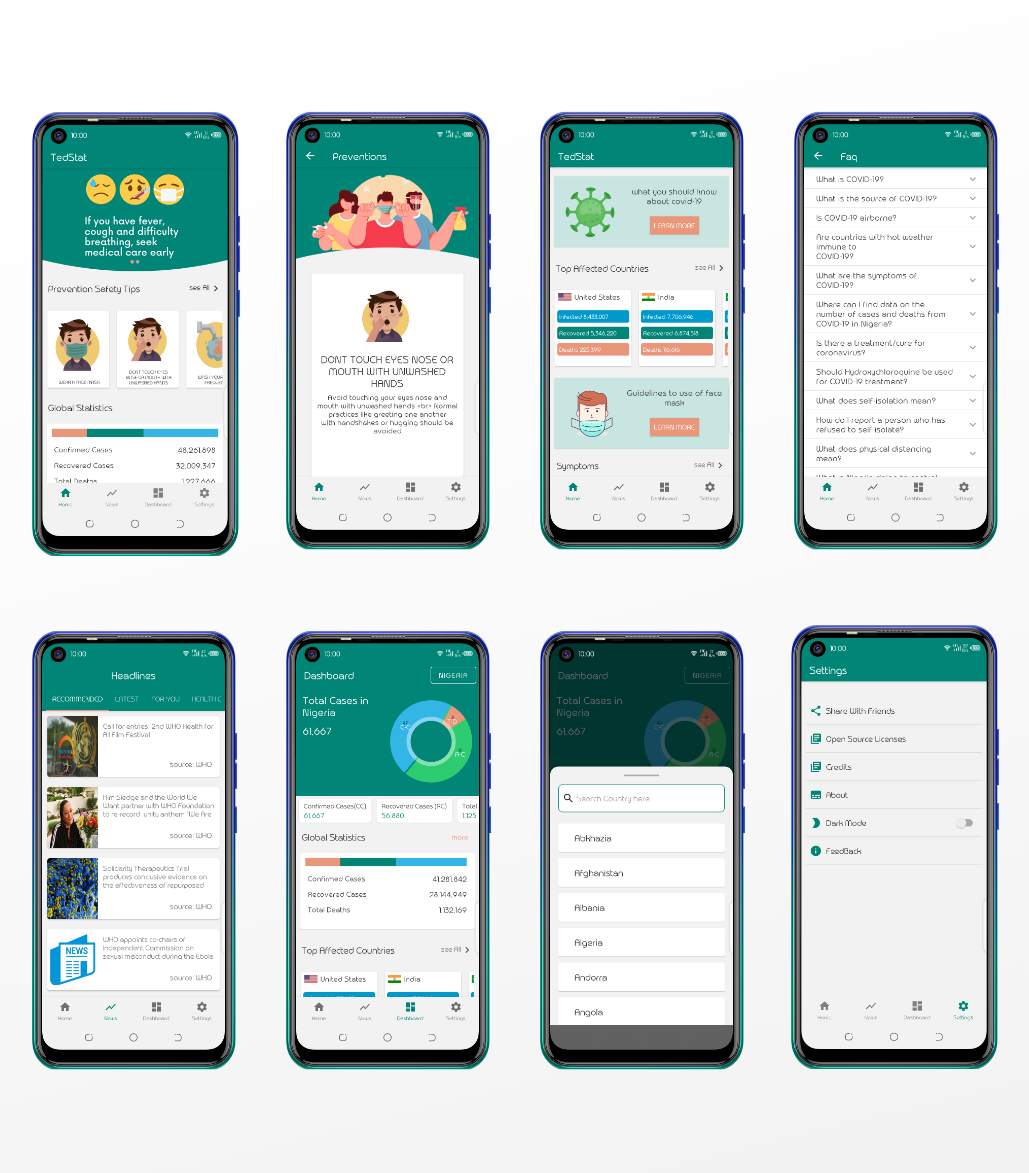 10:00
TedStat
If you have fever,
cough and difficulty
breathing, seek
medical care early
Prevention Safety Tips
see All
WEAR A FACE MASK
DONT TOUCH EYES
NOSE OR MOUTH WITH
UNWASHED HANDS
WASH YOUR
Global Statistics
Confirmed Cases
48,261,898
Recovered Cases
32,009,347
Total Deaths
1,227,666
Home
News
Dashboard
Settings
10:00
Preventions
DONT TOUCH EYES NOSE OR
MOUTH WITH UNWASHED
HANDS
Avoid touching your eyes nose and
mouth with unwashed hands <br> Normal
practices like greeting one another
with handshakes or hugging should be
avoided
Home
News
Dashboard
Settings
10:00
TedStat
what you should know
about covid-19
LEARN MORE
Top Affected Countries
see All
United States
India
Infected 8,433,007
Infected 7,706,946
Recovered 5,346,220
Recovered 6,874,518
Deaths 225,399
Guidelines to use of face
mask
LEARN MORE
Symptoms
see All
Home
News
Dashboard
Settings
10:00
Faq
What is COVID-19?
What is the source of COVID-19?
Is COVID-19 airborne?
Are countries with hot weather
immune to
COVID-19?
What are the symptoms of
COVID-19?
Where can I find data on the
number of cases and deaths from
COVID-19 in Nigeria?
Is there a treatment/cure for
coronavirus?
Should Hydroxychloroquine be used
for COVID-19 treatment?
What does self-isolation mean?
How do I report a person who has
refused to self-isolate?
What does physical distancing
mean?
Home
News
Dashboard
Settings
10:00
Headlines
RECOMMENDED
LATEST
FOR YOU
HEALTH C
Call for entries: 2nd WHO Health for
All Film Festival
source: WHO
Kim Sledge and the World We
Want partner with WHO Foundation
to re-record unity anthem "We Are
source: WHO
Solidarity Therapeutics Trial
produces conclusive evidence on
the effectiveness of repurposed
source: WHO
NEWS
WHO appoints co-chairs of
Independent Commission on
sexual misconduct during the Ebola
source: WHO
Home
News
Dashboard
Settings
10:00
Dashboard
NIGERIA
Total Cases in
Nigeria
61,667
Confirmed Cases(CC)
61,667
Recovered Cases (RC)
56,880
Total
1,125
Global Statistics
more
Confirmed Cases
41,281,842
Recovered Cases
28,144,949
Total Deaths
1,132,169
Top Affected Countries
see All
United States
India
Home
News
Dashboard
Settings
10:00
Dashboard
NIGERIA
Total Cases in
Nigeria
61,667
Search Country here
Abkhazia
Afghanistan
Albania
Algeria
Andorra
Angola
10:00
Settings
Share With Friends
Open Source Licenses
Credits
About
Dark Mode
FeedBack
Home
News
Dashboard
Settings